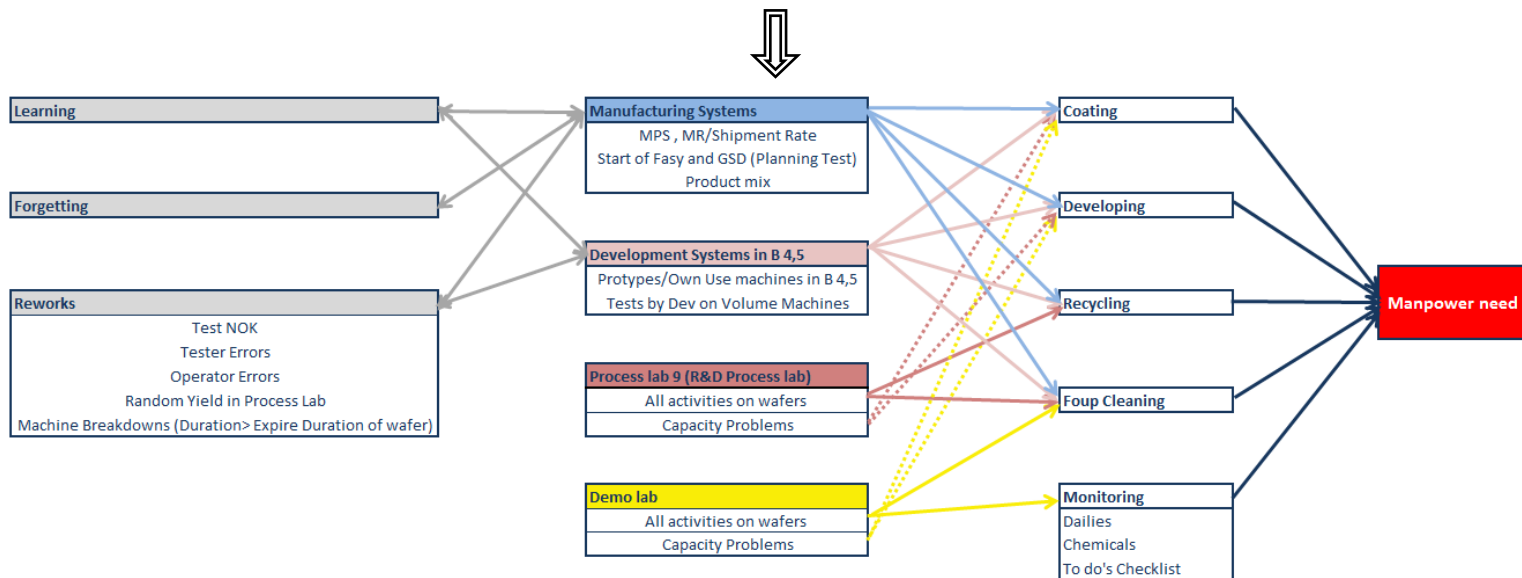 Learning
Forgetting
Reworks
Test NOK
Tester Errors
Operator Errors
Random Yield in Process Lab
Machine Breakdowns (Duration> Expire Duration of wafer)
Manufacturing Systems
MPS , MR/Shipment Rate
Start of Fasy and GSD (Planning Test)
Product mix
Development Systems in B 4,5
Protypes/Own Use machines in B 4,5
Tests by Dev on Volume Machines
Process lab 9 (R&D Process lab)
All activities on wafers
Capacity Problems
Demo lab
All activities on wafers
Capacity Problems
Coating
Developing
Recycling
Foup Cleaning
Monitoring
Dailies
Chemicals
To do's Checklist
Manpower need